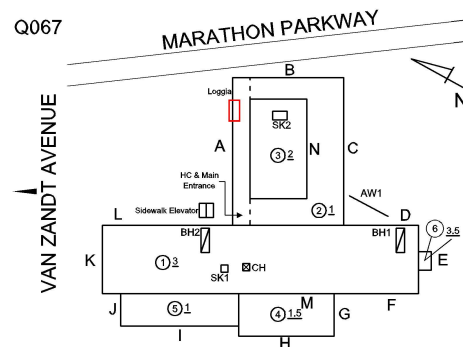 Q067
MARATHON PARKWAY
VAN ZANDT AVENUE
N
B
Loggia
SK2
A
3 2
N
C
HC & Main
Entrance
AW1
Sidewalk Elevator
2 1
L
D
BH2
BH1
6
3.5
K
1 3
CH
SK1
E
M
F
J
5 1
4 1.5
G
I
H